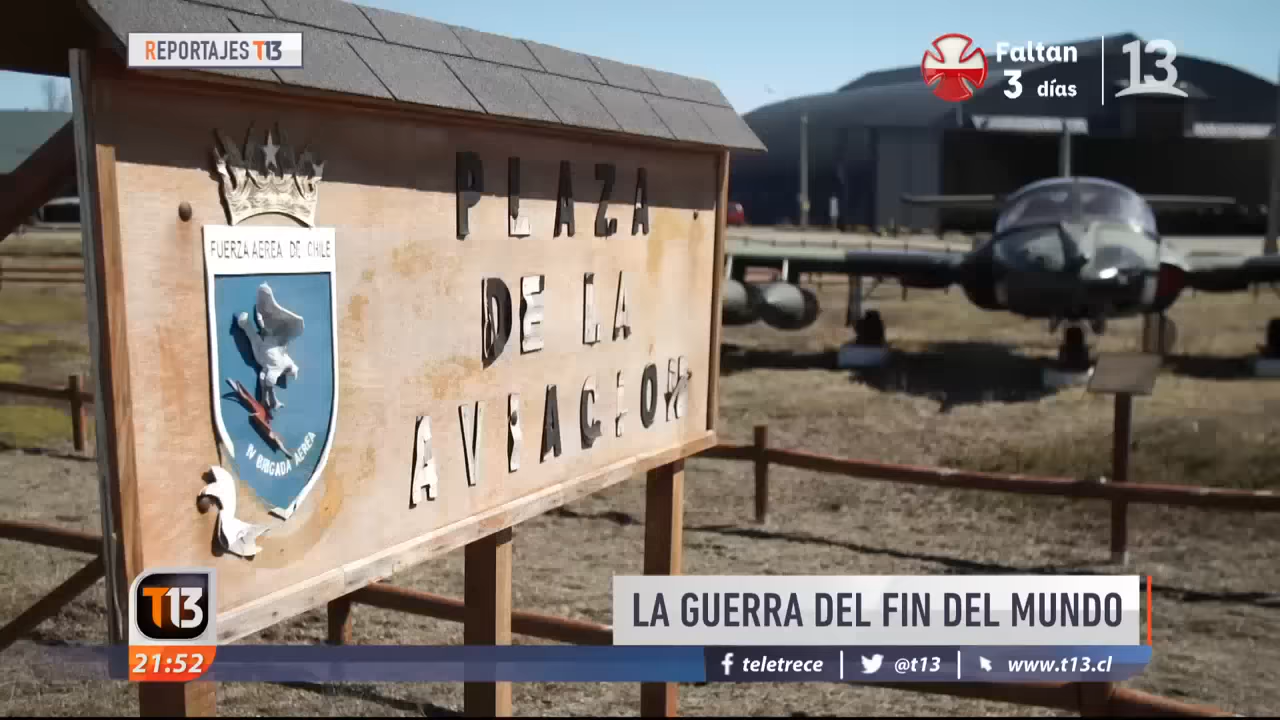 REPORTAJES T13
Faltan
3 días
13
FUERZA AEREA DE CHILE
IV BRIGADA AEREA
PLAZA
DE LA
AVIACION
T13
21:52
LA GUERRA DEL FIN DEL MUNDO
teletrece
@t13
www.t13.cl